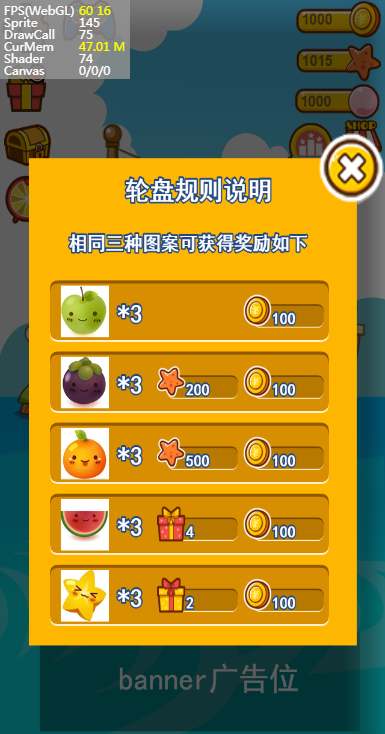 FPS(WebGL) 60 16
Sprite 145
DrawCall 75
CurMem 47.01 M
Shader 74
Canvas 0/0/0
1000
1015
1000
SHOP
轮盘规则说明
相同三种图案可获得奖励如下
*3 100
*3 200 100
*3 500 100
*3 4 100
*3 2 100
banner广告位